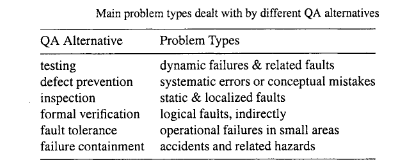 Main problem types dealt with by different QA alternatives
QA Alternative Problem Types
testing dynamic failures & related faults
defect prevention systematic errors or conceptual mistakes
inspection static & localized faults
formal verification logical faults, indirectly
fault tolerance operational failures in small areas
failure containment accidents and related hazards